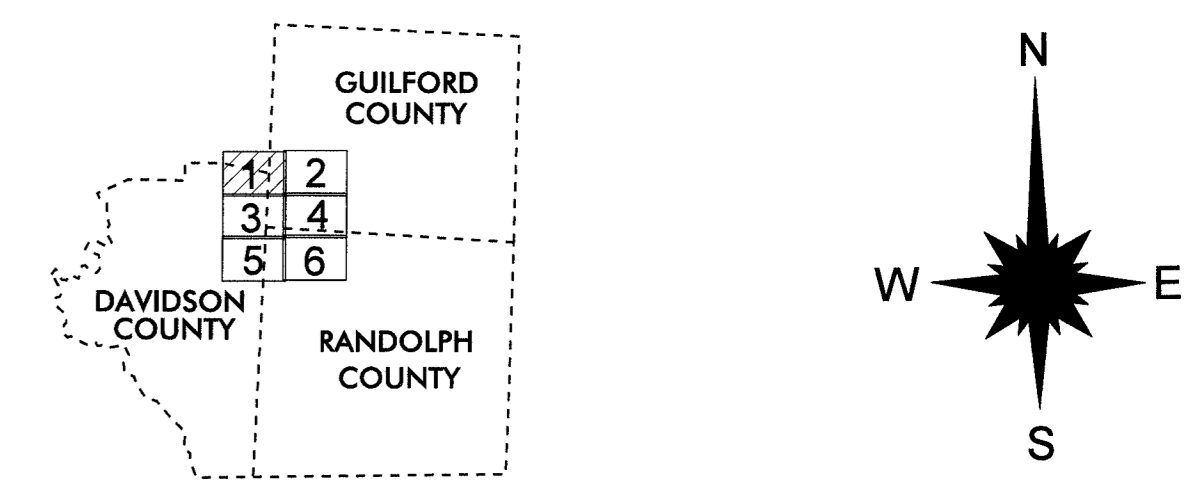 GUILFORD
COUNTY
1 2
3 4
5 6
DAVIDSON
COUNTY
RANDOLPH
COUNTY
N
W E
S